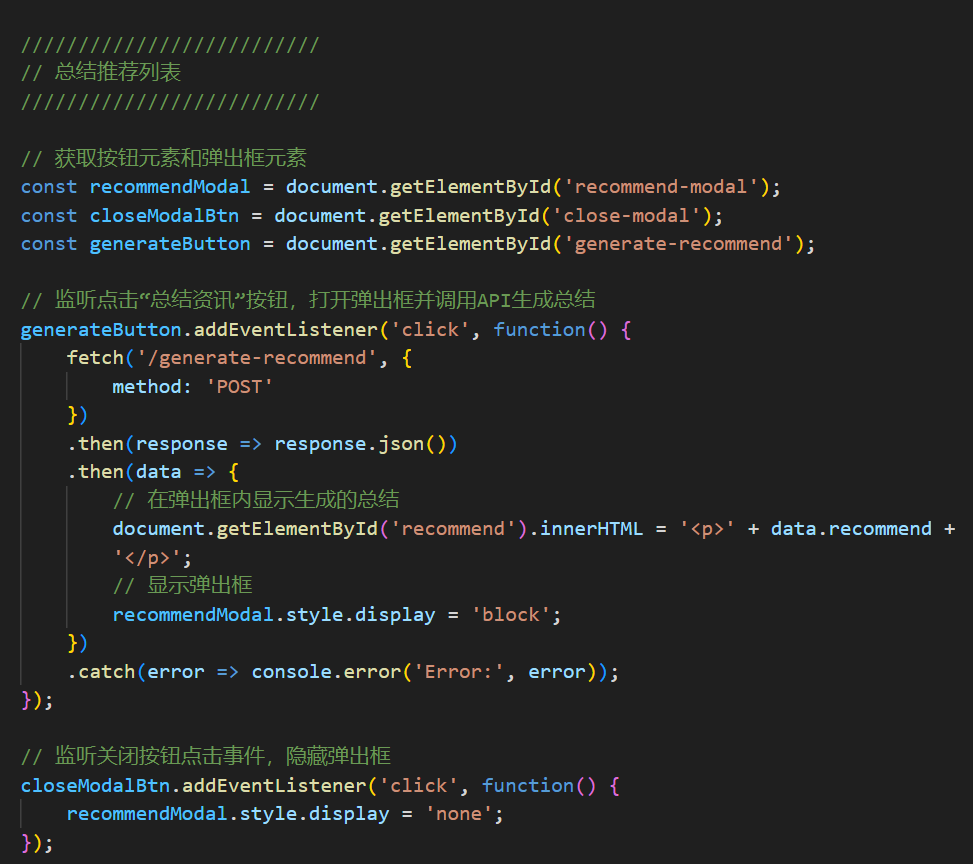 //////////////////////////
// 总结推荐列表
//////////////////////////
// 获取按钮元素和弹出框元素
const recommendModal = document.getElementById('recommend-modal');
const closeModalBtn = document.getElementById('close-modal');
const generateButton = document.getElementById('generate-recommend');
// 监听点击“总结资讯”按钮，打开弹出框并调用API生成总结
generateButton.addEventListener('click', function() {
    fetch('/generate-recommend', {
        method: 'POST'
    })
    .then(response => response.json())
    .then(data => {
        // 在弹出框内显示生成的总结
        document.getElementById('recommend').innerHTML = '<p>' + data.recommend +
        '</p>';
        // 显示弹出框
        recommendModal.style.display = 'block';
    })
    .catch(error => console.error('Error:', error));
});
// 监听关闭按钮点击事件，隐藏弹出框
closeModalBtn.addEventListener('click', function() {
    recommendModal.style.display = 'none';
});